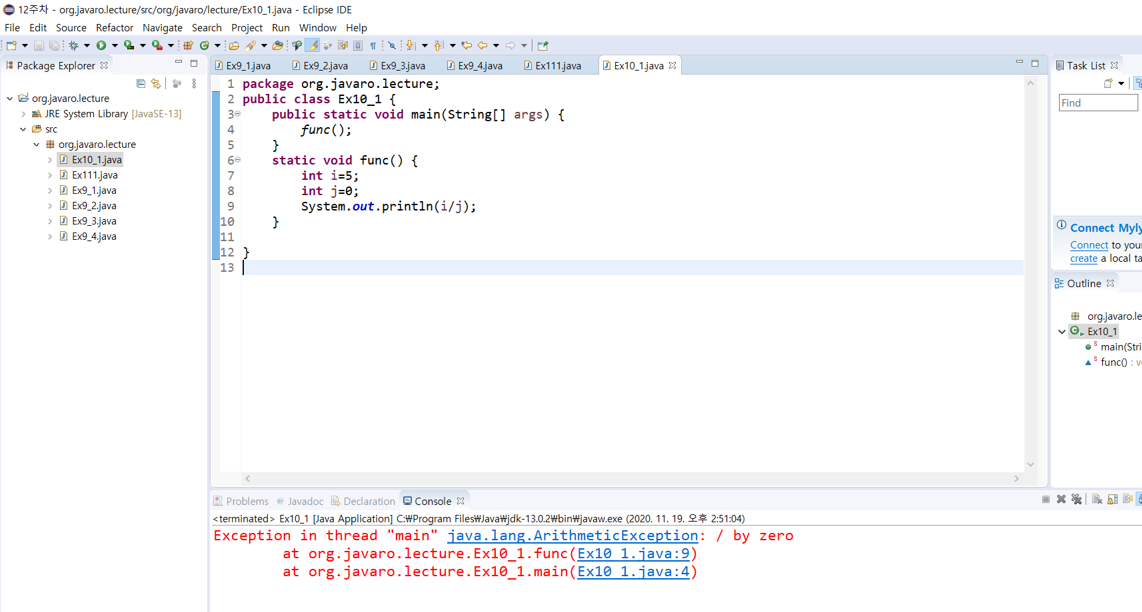 12주차 - org.javaro.lecture/src/org/javaro/lecture/Ex10_1.java - Eclipse IDE
File Edit Source Refactor Navigate Search Project Run Window Help
Package Explorer
org.javaro.lecture
JRE System Library [JavaSE-13]
src
org.javaro.lecture
Ex10_1.java
Ex111.java
Ex9_1.java
Ex9_2.java
Ex9_3.java
Ex9_4.java
Ex9_1.java Ex9_2.java Ex9_3.java Ex9_4.java Ex111.java Ex10_1.java
1 package org.javaro.lecture;
2 public class Ex10_1 {
3 public static void main(String[] args) {
4 func();
5 }
6 static void func() {
7 int i=5;
8 int j=0;
9 System.out.println(i/j);
10 }
11
12 }
13
Task List
Find
Connect Myly
Connect to your
create a local ta
Outline
org.javaro.le
Ex10_1
main(Stri
func() : v
Problems Javadoc Declaration Console
<terminated> Ex10_1 [Java Application] C:₩Program Files₩Java₩jdk-13.0.2₩bin₩javaw.exe (2020. 11. 19. 오후 2:51:04)
Exception in thread "main" java.lang.ArithmeticException: / by zero
at org.javaro.lecture.Ex10_1.func(Ex10_1.java:9)
at org.javaro.lecture.Ex10_1.main(Ex10_1.java:4)